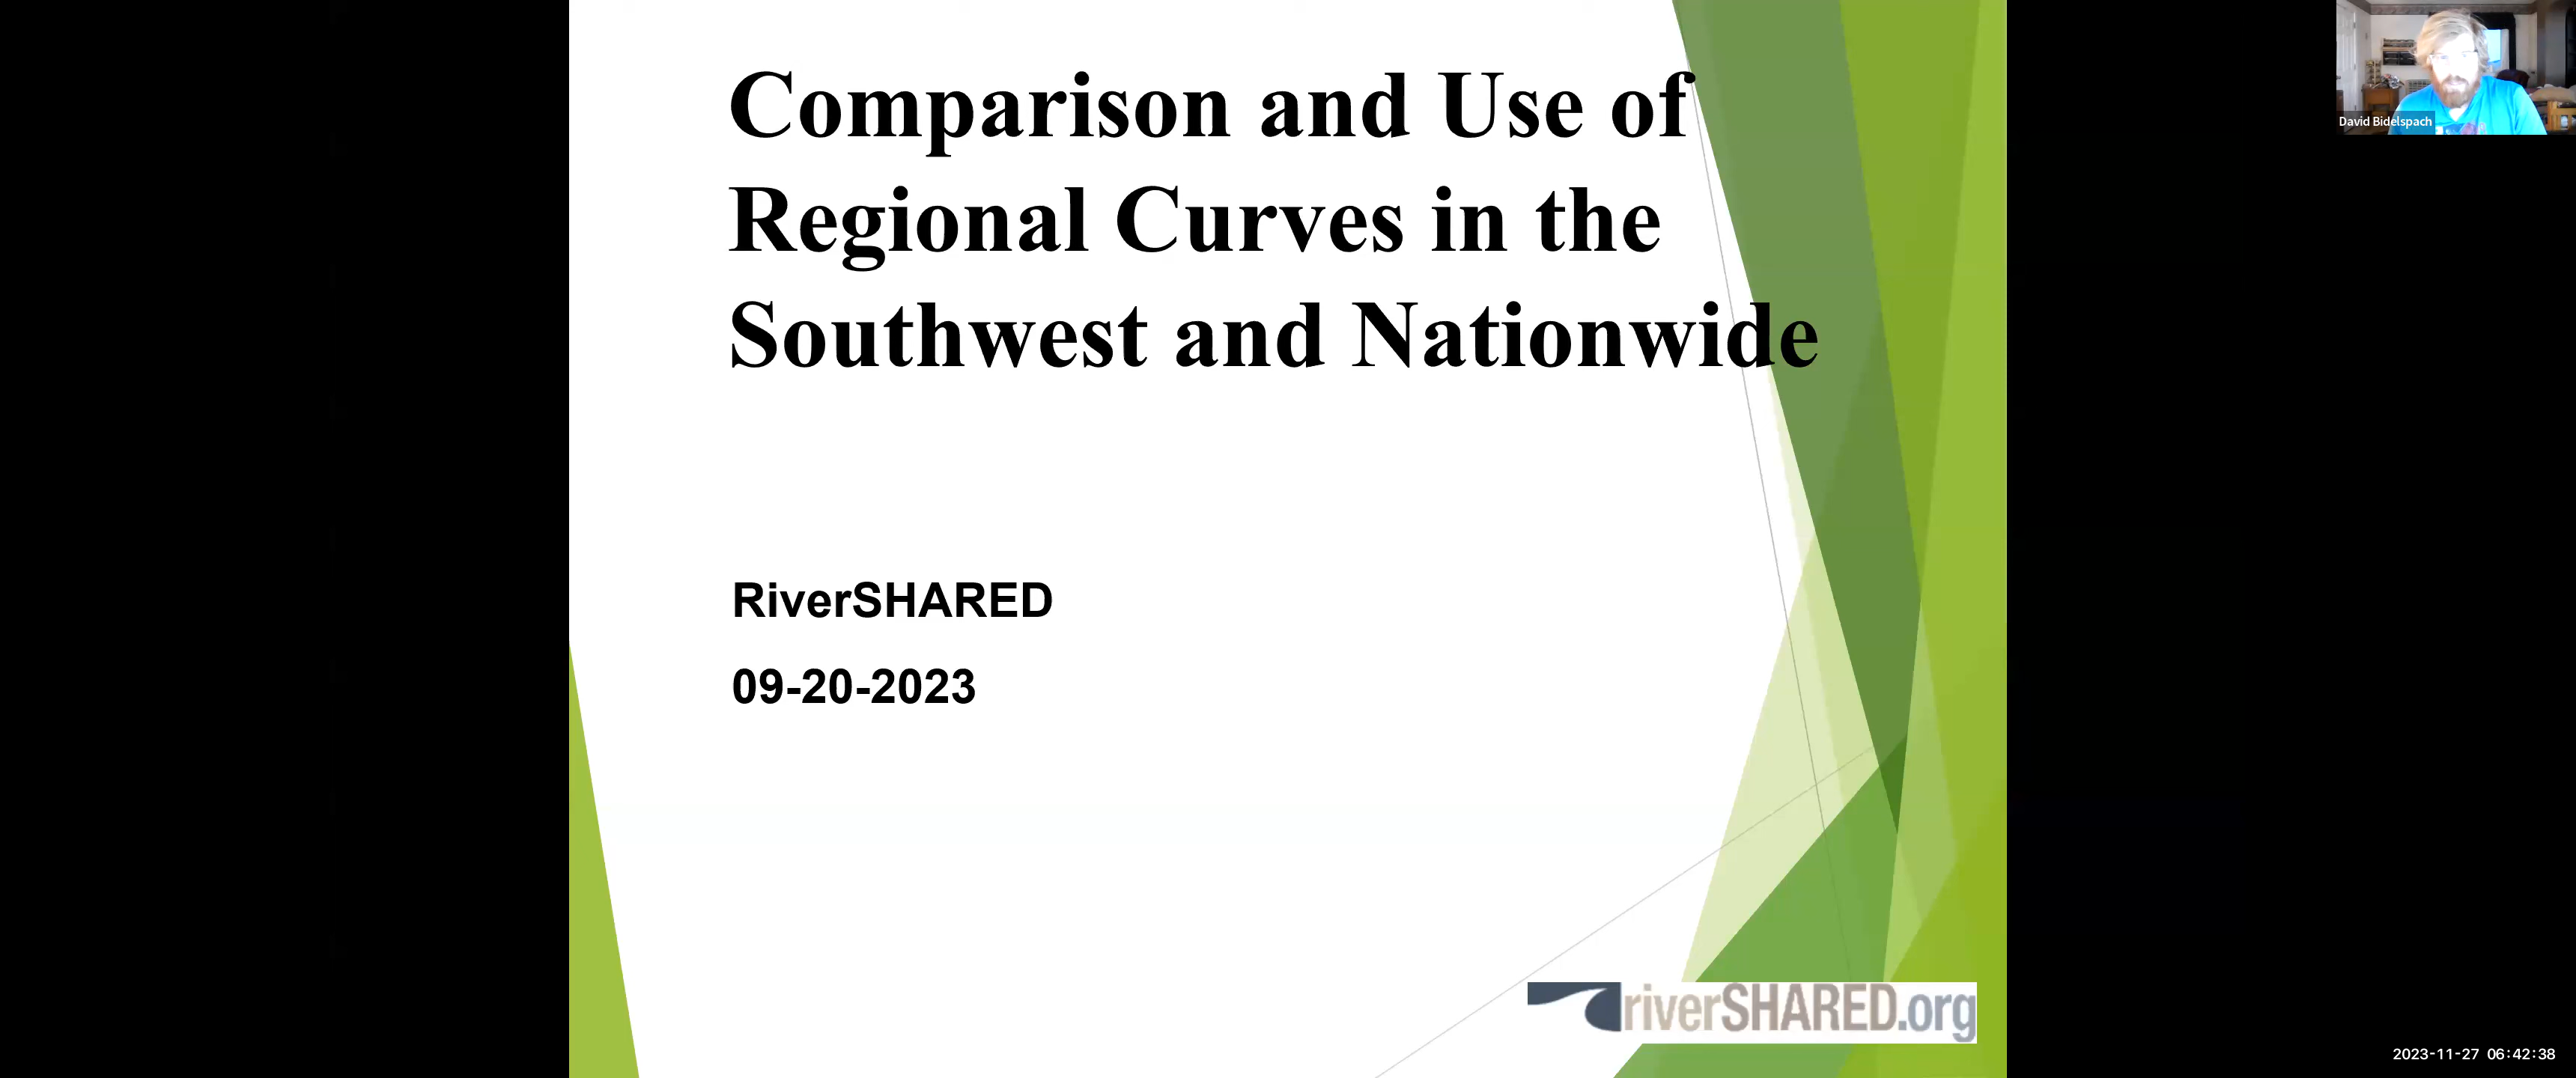 Comparison and Use of
Regional Curves in the
Southwest and Nationwide
RiverSHARED
09-20-2023
riverSHARED.org
David Bidelspach
2023-11-27 06:42:38